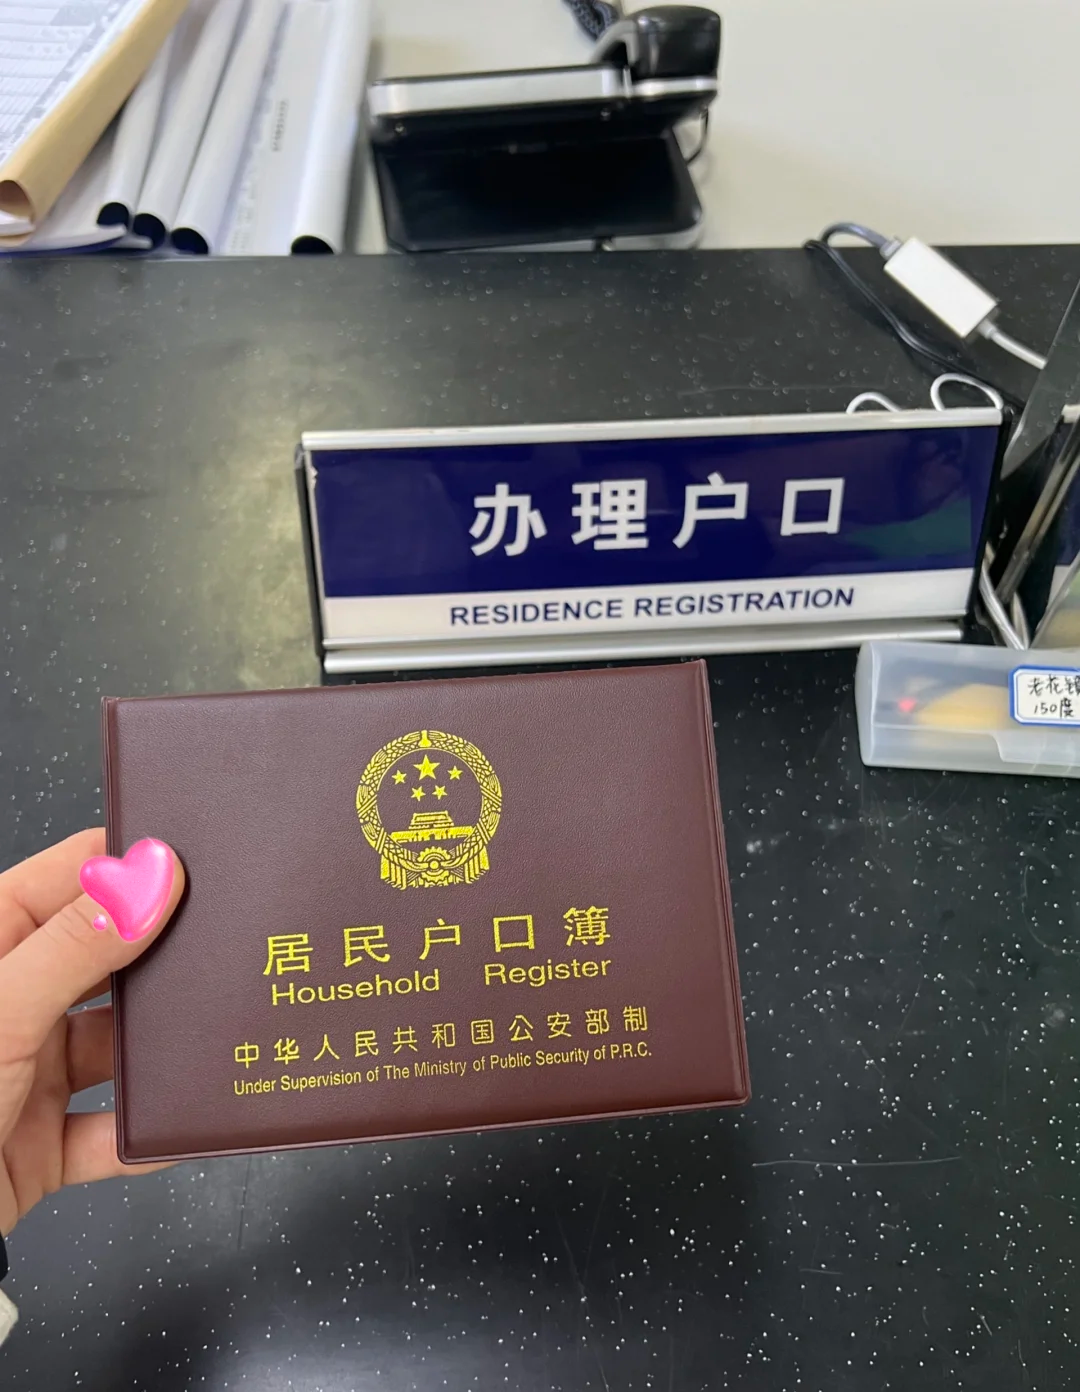 办理户口
RESIDENCE REGISTRATION
老花镜
150度
居民户口簿
Household Register
中华人民共和国公安部制
Under Supervision of The Ministry of Public Security of P.R.C.